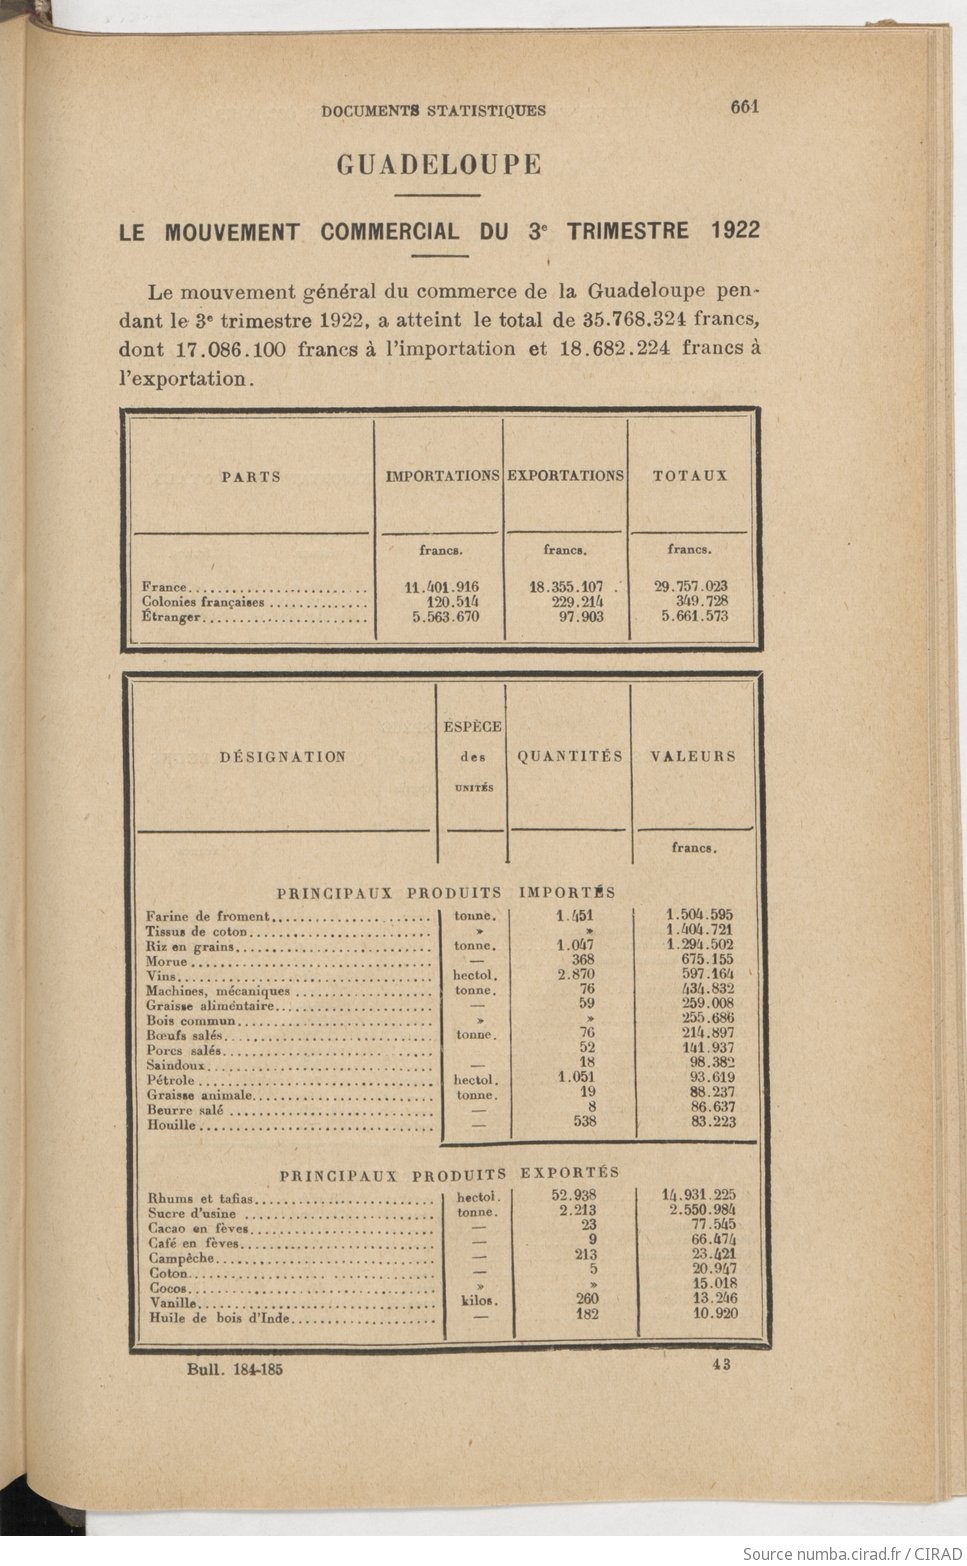 DOCUMENTS STATISTIQUES 661
GUADELOUPE
LE MOUVEMENT COMMERCIAL DU 3e TRIMESTRE 1922
Le mouvement général du commerce de la Guadeloupe pen-
dant le 3e trimestre 1922, a atteint le total de 35.768.324 francs,
dont 17.086.100 francs à l'importation et 18.682.224 francs à
l'exportation.
PARTS IMPORTATIONS EXPORTATIONS TOTAUX
francs. francs. francs.
France 11.401.916 18.355.107 29.757.023
Colonies françaises 120.514 229.214 349.728
Étranger 5.563.670 97.903 5.661.573
DÉSIGNATION ESPÈCE des UNITÉS QUANTITÉS VALEURS
francs.
PRINCIPAUX PRODUITS IMPORTÉS
Farine de froment tonne. 1.451 1.504.595
Tissus de coton » » 1.404.721
Riz en grains tonne. 1.047 1.294.502
Morue — 368 675.155
Vins hectol. 2.870 597.164
Machines, mécaniques tonne. 76 434.832
Graisse alimentaire — 59 259.008
Bois commun » » 255.686
Bœufs salés tonne. 76 214.897
Porcs salés 52 141.937
Saindoux — 18 98.382
Pétrole hectol. 1.051 93.619
Graisse animale tonne. 19 88.237
Beurre salé — 8 86.637
Houille — 538 83.223
PRINCIPAUX PRODUITS EXPORTÉS
Rhums et tafias hectol. 52.938 14.931.225
Sucre d'usine tonne. 2.213 2.550.984
Cacao en fèves — 23 77.545
Café en fèves — 9 66.474
Campêche — 213 23.421
Coton — 5 20.947
Cocos » » 15.018
Vanille kilos. 260 13.246
Huile de bois d'Inde — 182 10.920
Bull. 184-185 43
Source numba.cirad.fr / CIRAD